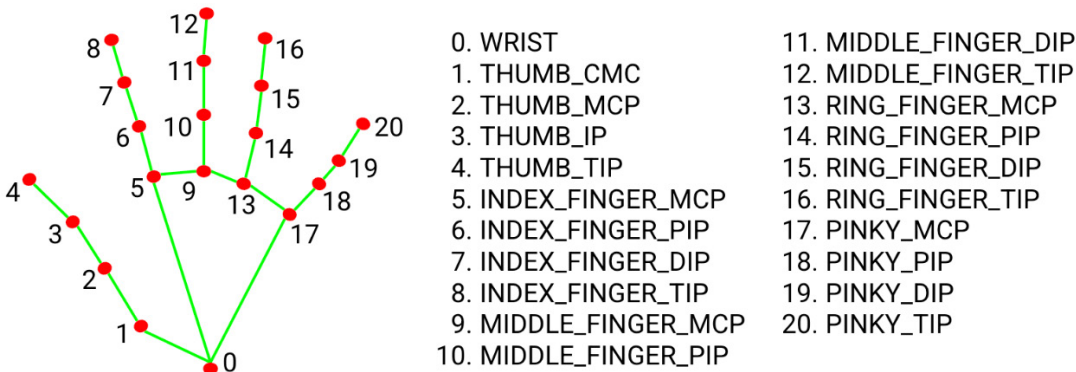 12
8
16
11
7
15
10
20
6
14
19
4
5
9
13
18
3
17
2
1
0
0. WRIST
1. THUMB_CMC
2. THUMB_MCP
3. THUMB_IP
4. THUMB_TIP
5. INDEX_FINGER_MCP
6. INDEX_FINGER_PIP
7. INDEX_FINGER_DIP
8. INDEX_FINGER_TIP
9. MIDDLE_FINGER_MCP
10. MIDDLE_FINGER_PIP
11. MIDDLE_FINGER_DIP
12. MIDDLE_FINGER_TIP
13. RING_FINGER_MCP
14. RING_FINGER_PIP
15. RING_FINGER_DIP
16. RING_FINGER_TIP
17. PINKY_MCP
18. PINKY_PIP
19. PINKY_DIP
20. PINKY_TIP